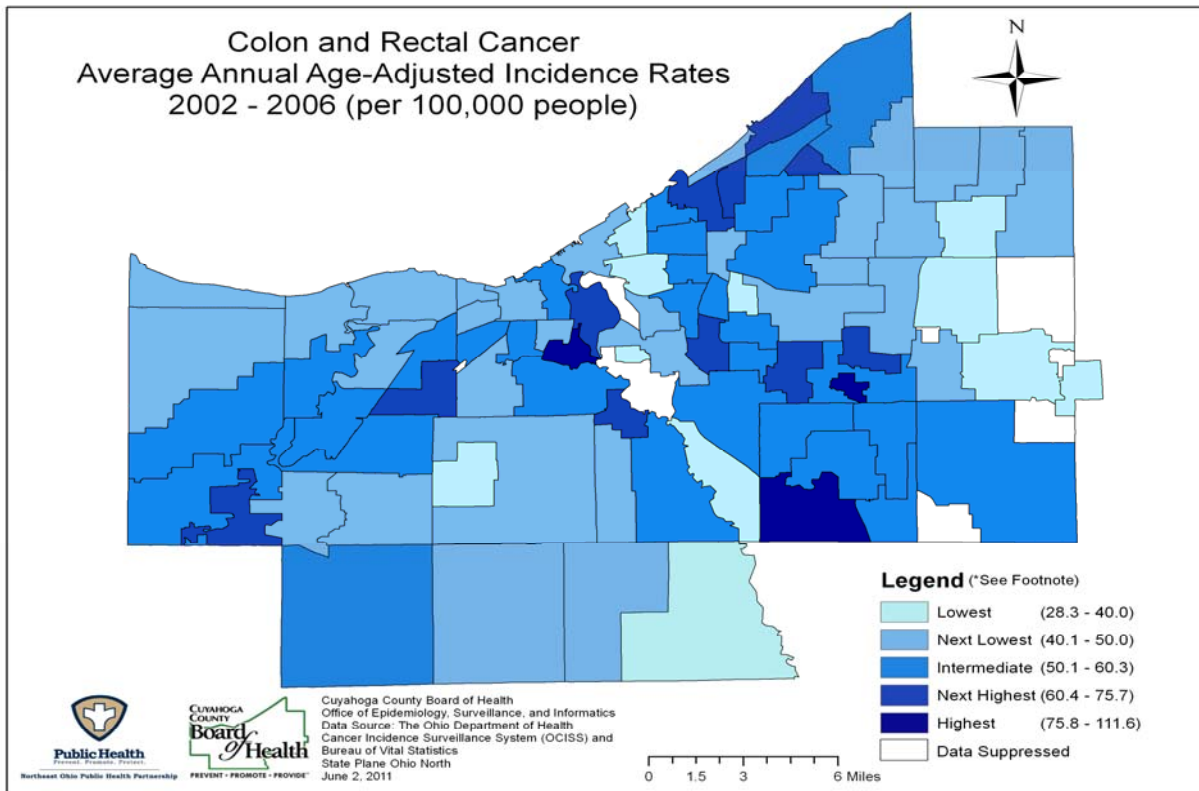 Colon and Rectal Cancer
Average Annual Age-Adjusted Incidence Rates
2002 - 2006 (per 100,000 people)
N
Legend (*See Footnote)
Lowest (28.3 - 40.0)
Next Lowest (40.1 - 50.0)
Intermediate (50.1 - 60.3)
Next Highest (60.4 - 75.7)
Highest (75.8 - 111.6)
Data Suppressed
Public Health
Prevent. Promote. Protect.
Northeast Ohio Public Health Partnership
CUYAHOGA
COUNTY
Board
of Health
PREVENT • PROMOTE • PROVIDE
Cuyahoga County Board of Health
Office of Epidemiology, Surveillance, and Informatics
Data Source: The Ohio Department of Health
Cancer Incidence Surveillance System (OCISS) and
Bureau of Vital Statistics
State Plane Ohio North
June 2, 2011
0 1.5 3 6 Miles